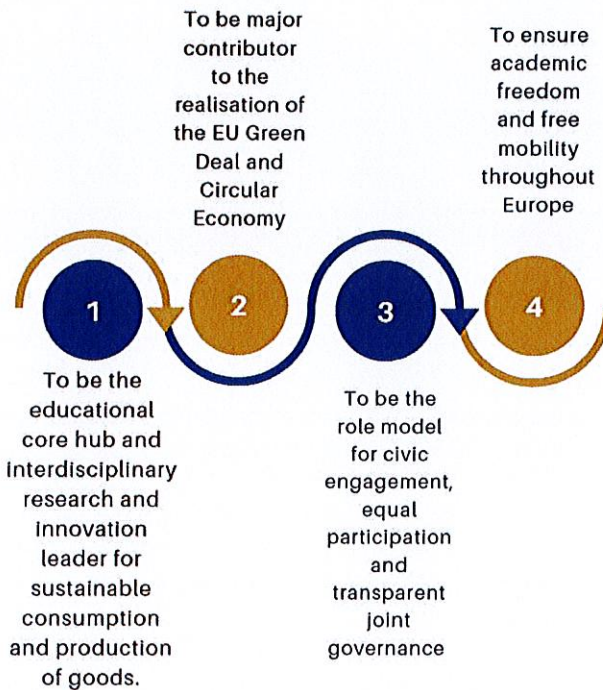 1
To be the
educational
core hub and
interdisciplinary
research and
innovation
leader for
sustainable
consumption
and production
of goods.
To be major
contributor
to the
realisation of
the EU Green
Deal and
Circular
Economy
2
3
To be the
role model
for civic
engagement,
equal
participation
and
transparent
joint
governance
To ensure
academic
freedom
and free
mobility
throughout
Europe
4